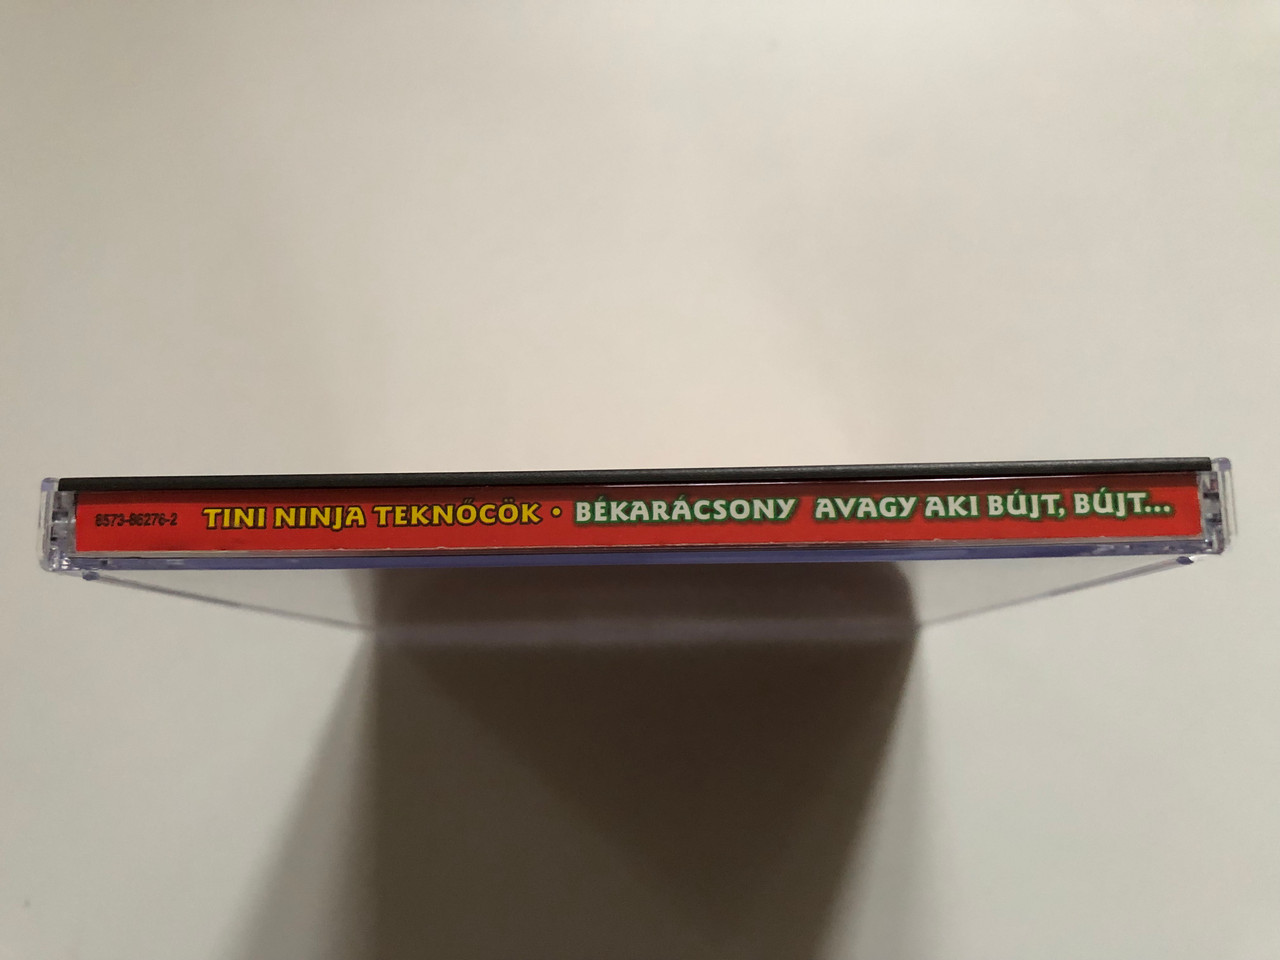 8573-86276-2 TINI NINJA TEKNŐCÖK • BÉKARÁCSONY AVAGY AKI BÚJT, BÚJT...